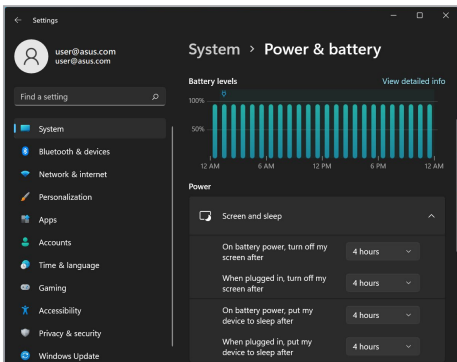 Settings
user@asus.com
user@asus.com
Find a setting
System
Bluetooth & devices
Network & internet
Personalization
Apps
Accounts
Time & language
Gaming
Accessibility
Privacy & security
Windows Update
System > Power & battery
Battery levels
View detailed info
100%
50%
12 AM 6 AM 12 PM 6 PM 12 AM
Power
Screen and sleep
On battery power, turn off my
screen after
4 hours
When plugged in, turn off my
screen after
4 hours
On battery power, put my
device to sleep after
4 hours
When plugged in, put my
device to sleep after
4 hours